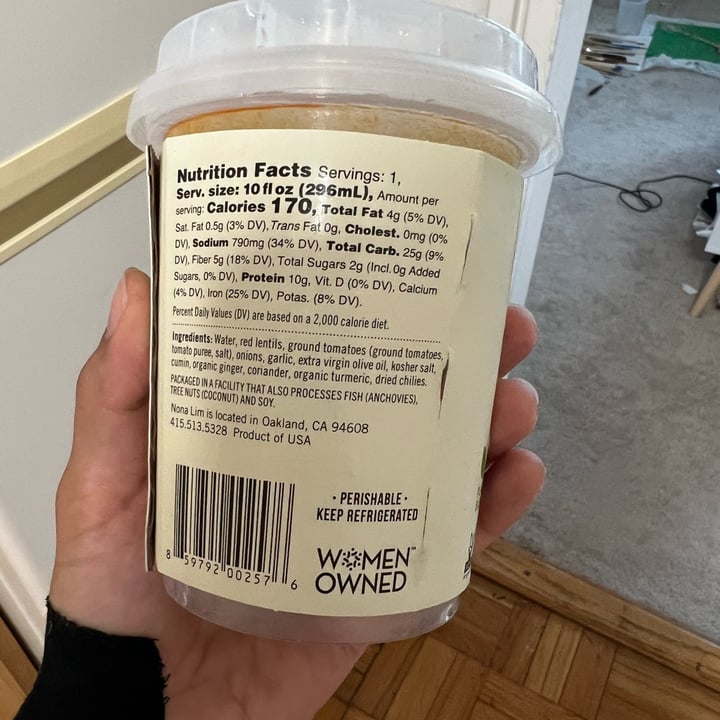 Nutrition Facts Servings: 1,
Serv. size: 10 fl oz (296mL), Amount per
serving: Calories 170, Total Fat 4g (5% DV),
Sat. Fat 0.5g (3% DV), Trans Fat 0g, Cholest. 0mg (0%
DV), Sodium 790mg (34% DV), Total Carb. 25g (9%
DV), Fiber 5g (18% DV), Total Sugars 2g (Incl. 0g Added
Sugars, 0% DV), Protein 10g, Vit. D (0% DV), Calcium
(4% DV), Iron (25% DV), Potas. (8% DV).
Percent Daily Values (DV) are based on a 2,000 calorie diet.
Ingredients: Water, red lentils, ground tomatoes (ground tomatoes,
tomato puree, salt), onions, garlic, extra virgin olive oil, kosher salt,
cumin, organic ginger, coriander, organic turmeric, dried chilies.
PACKAGED IN A FACILITY THAT ALSO PROCESSES FISH (ANCHOVIES),
TREE NUTS (COCONUT) AND SOY.
Nona Lim is located in Oakland, CA 94608
415.513.5328 Product of USA
• PERISHABLE •
KEEP REFRIGERATED
WOMEN™
OWNED
8 59792 00257 6